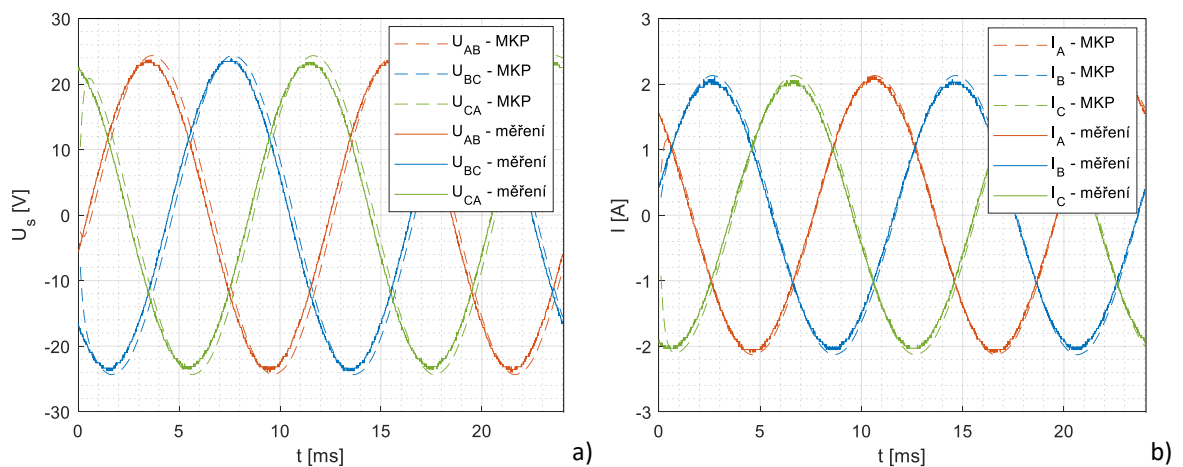 30
20
10
0
-10
-20
-30
U_s [V]
0
5
10
15
20
t [ms]
U_AB - MKP
U_BC - MKP
U_CA - MKP
U_AB - měření
U_BC - měření
U_CA - měření
a)
3
2
1
0
-1
-2
-3
I [A]
0
5
10
15
20
t [ms]
I_A - MKP
I_B - MKP
I_C - MKP
I_A - měření
I_B - měření
I_C - měření
b)